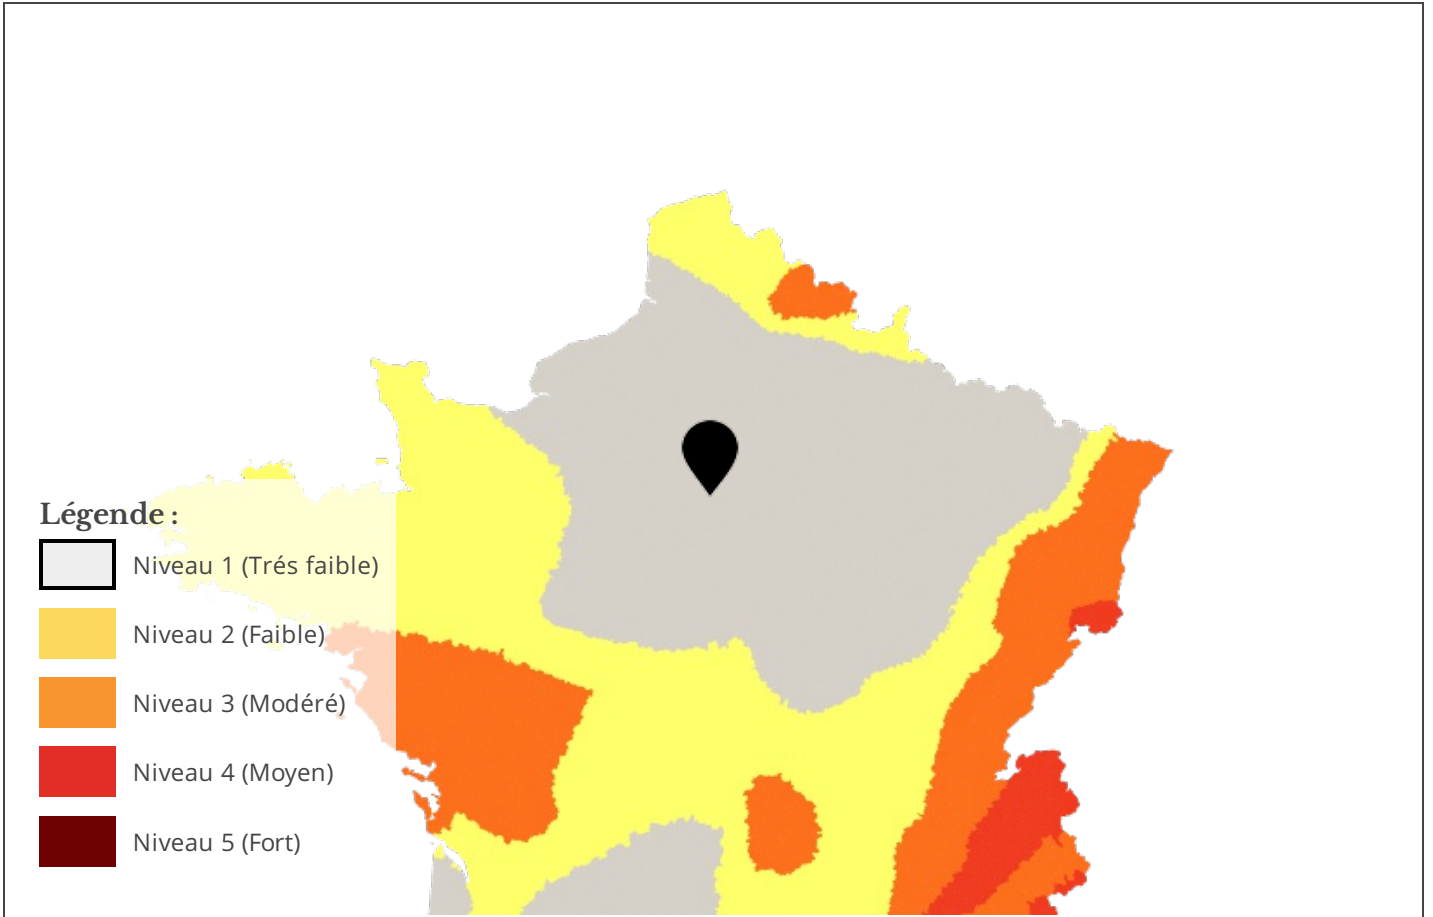 Légende :
Niveau 1 (Trés faible)
Niveau 2 (Faible)
Niveau 3 (Modéré)
Niveau 4 (Moyen)
Niveau 5 (Fort)